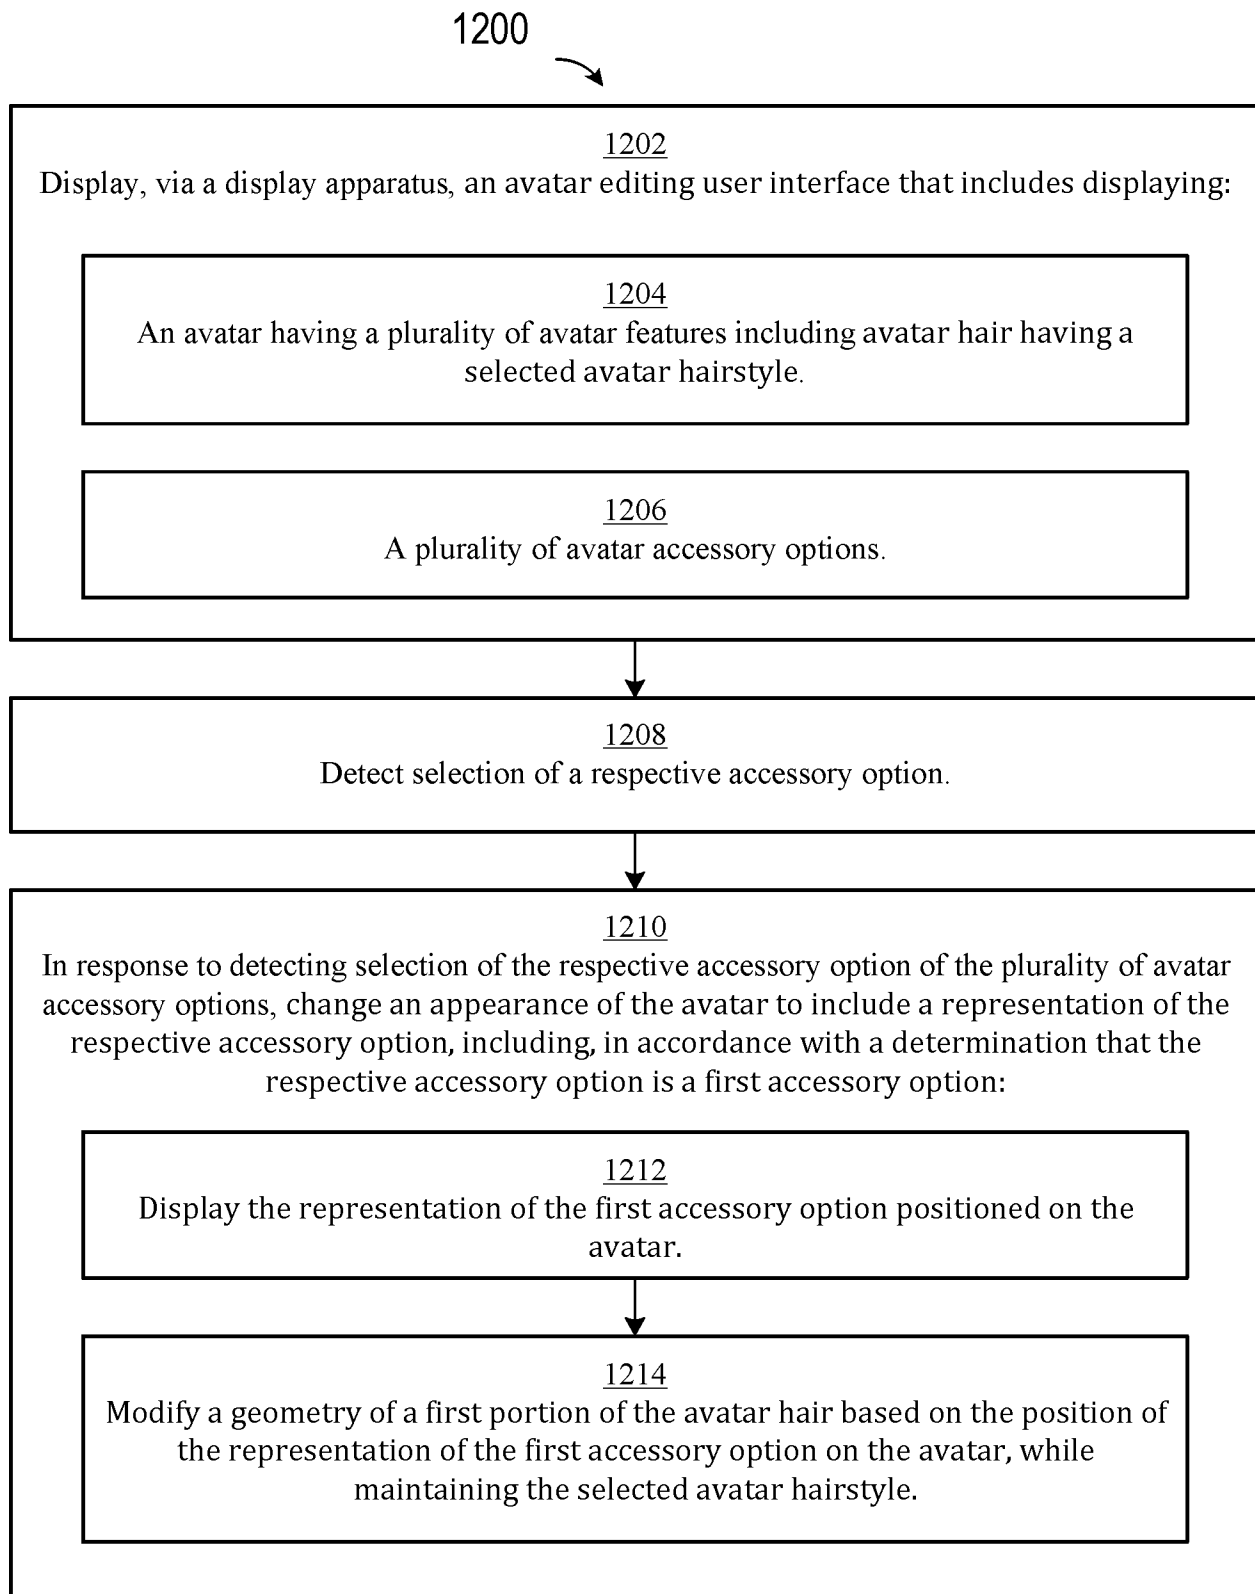 1200
1202
Display, via a display apparatus, an avatar editing user interface that includes displaying:
1204
An avatar having a plurality of avatar features including avatar hair having a
selected avatar hairstyle.
1206
A plurality of avatar accessory options.
1208
Detect selection of a respective accessory option.
1210
In response to detecting selection of the respective accessory option of the plurality of avatar
accessory options, change an appearance of the avatar to include a representation of the
respective accessory option, including, in accordance with a determination that the
respective accessory option is a first accessory option:
1212
Display the representation of the first accessory option positioned on the
avatar.
1214
Modify a geometry of a first portion of the avatar hair based on the position of
the representation of the first accessory option on the avatar, while
maintaining the selected avatar hairstyle.